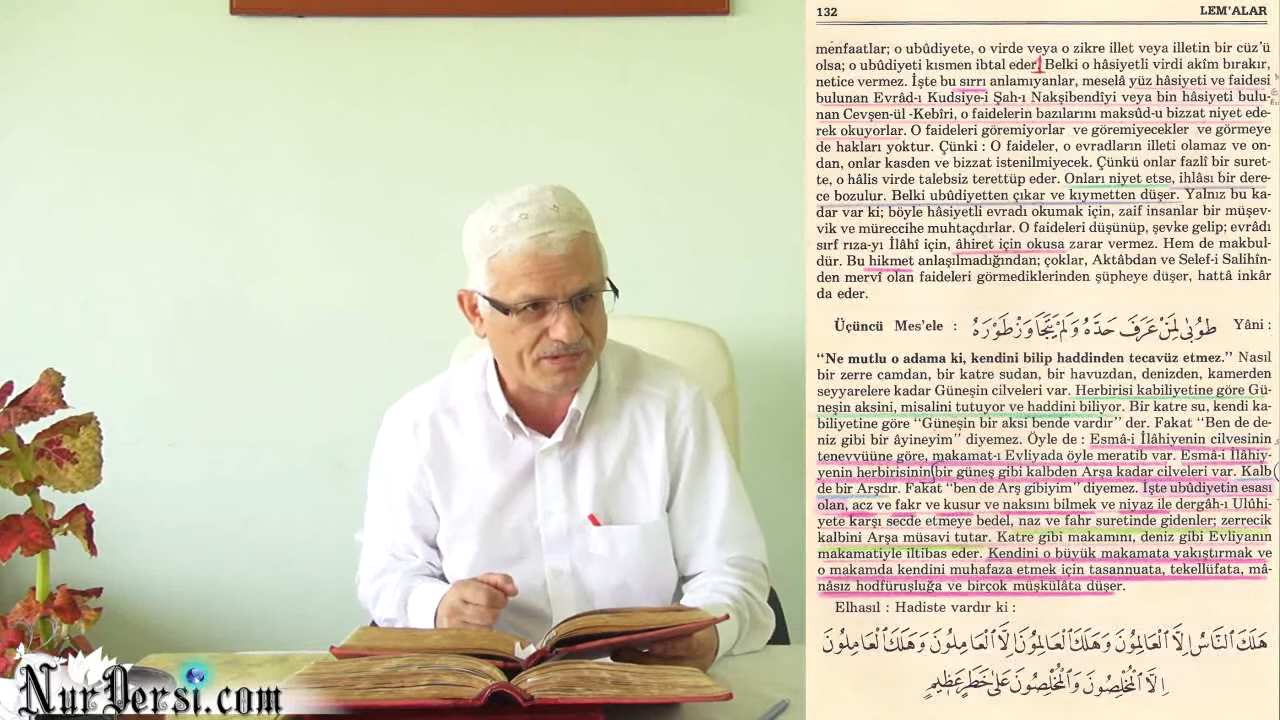 132 LEM'ALAR
menfaatlar; o ubûdiyete, o virde veya o zikre illet veya illetin bir cüz'ü
olsa; o ubûdiyeti kısmen ibtal eder. Belki o hâsiyetli virdi akîm bırakır,
netice vermez. İşte bu sırrı anlamıyanlar, meselâ yüz hâsiyeti ve faidesi
bulunan Evrâd-ı Kudsiye-i Şah-ı Nakşibendîyi veya bin hâsiyeti bulu-
nan Cevşen-ül -Kebîri, o faidelerin bazılarını maksûd-u bizzat niyet ede-
rek okuyorlar. O faideleri göremiyorlar ve göremiyecekler ve görmeye
de hakları yoktur. Çünki : O faideler, o evradların illeti olamaz ve on-
dan, onlar kasden ve bizzat istenilmiyecek. Çünkü onlar fazlî bir suret-
te, o hâlis virde talebsiz terettüp eder. Onları niyet etse, ihlâsı bir dere-
ce bozulur. Belki ubûdiyetten çıkar ve kıymetten düşer. Yalnız bu ka-
dar var ki; böyle hâsiyetli evradı okumak için, zaif insanlar bir müşev-
vik ve müreccihe muhtaçdırlar. O faideleri düşünüp, şevke gelip; evrâdı
sırf rıza-yı İlâhî için, âhiret için okusa zarar vermez. Hem de makbul-
dür. Bu hikmet anlaşılmadığından; çoklar, Aktâbdan ve Selef-i Salihîn-
den mervî olan faideleri görmediklerinden şüpheye düşer, hattâ inkâr
da eder.
Üçüncü Mes'ele : طُوبٰى لِمَنْ عَرَفَ حَدَّهُ وَلَمْ يَتَجَاوَزْ طَوْرَهُ Yâni :
"Ne mutlu o adama ki, kendini bilip haddinden tecavüz etmez." Nasıl
bir zerre camdan, bir katre sudan, bir havuzdan, denizden, kamerden
seyyarelere kadar Güneşin cilveleri var. Herbirisi kabiliyetine göre Gü-
neşin aksini, misalini tutuyor ve haddini biliyor. Bir katre su, kendi ka-
biliyetine göre "Güneşin bir aksi bende vardır" der. Fakat "Ben de de-
niz gibi bir âyineyim" diyemez. Öyle de : Esmâ-i İlâhiyenin cilvesinin
tenevvüüne göre, makamat-ı Evliyada öyle meratib var. Esmâ-i İlâhiy-
yenin herbirisinin bir güneş gibi kalbden Arşa kadar cilveleri var. Kalb
de bir Arşdır. Fakat "ben de Arş gibiyim" diyemez. İşte ubûdiyetin esası
olan, acz ve fakr ve kusur ve naksını bilmek ve niyaz ile dergâh-ı Ulûhi-
yete karşı secde etmeye bedel, naz ve fahr suretinde gidenler; zerrecik
kalbini Arşa müsavi tutar. Katre gibi makamını, deniz gibi Evliyanın
makamatiyle iltibas eder. Kendini o büyük makamata yakıştırmak ve
o makamda kendini muhafaza etmek için tasannuata, tekellüfata, mâ-
nâsız hodfürüşluğa ve birçok müşkülâta düşer.
Elhasıl : Hadiste vardır ki :
هَلَكَ النَّاسُ اِلَّا الْعَالِمُونَ وَهَلَكَ الْعَالِمُونَ اِلَّا الْعَامِلُونَ وَهَلَكَ الْعَامِلُونَ
اِلَّا الْمُخْلِصُونَ وَالْمُخْلِصُونَ عَلٰى خَطَرٍ عَظِيمٍ
NurDersi.com